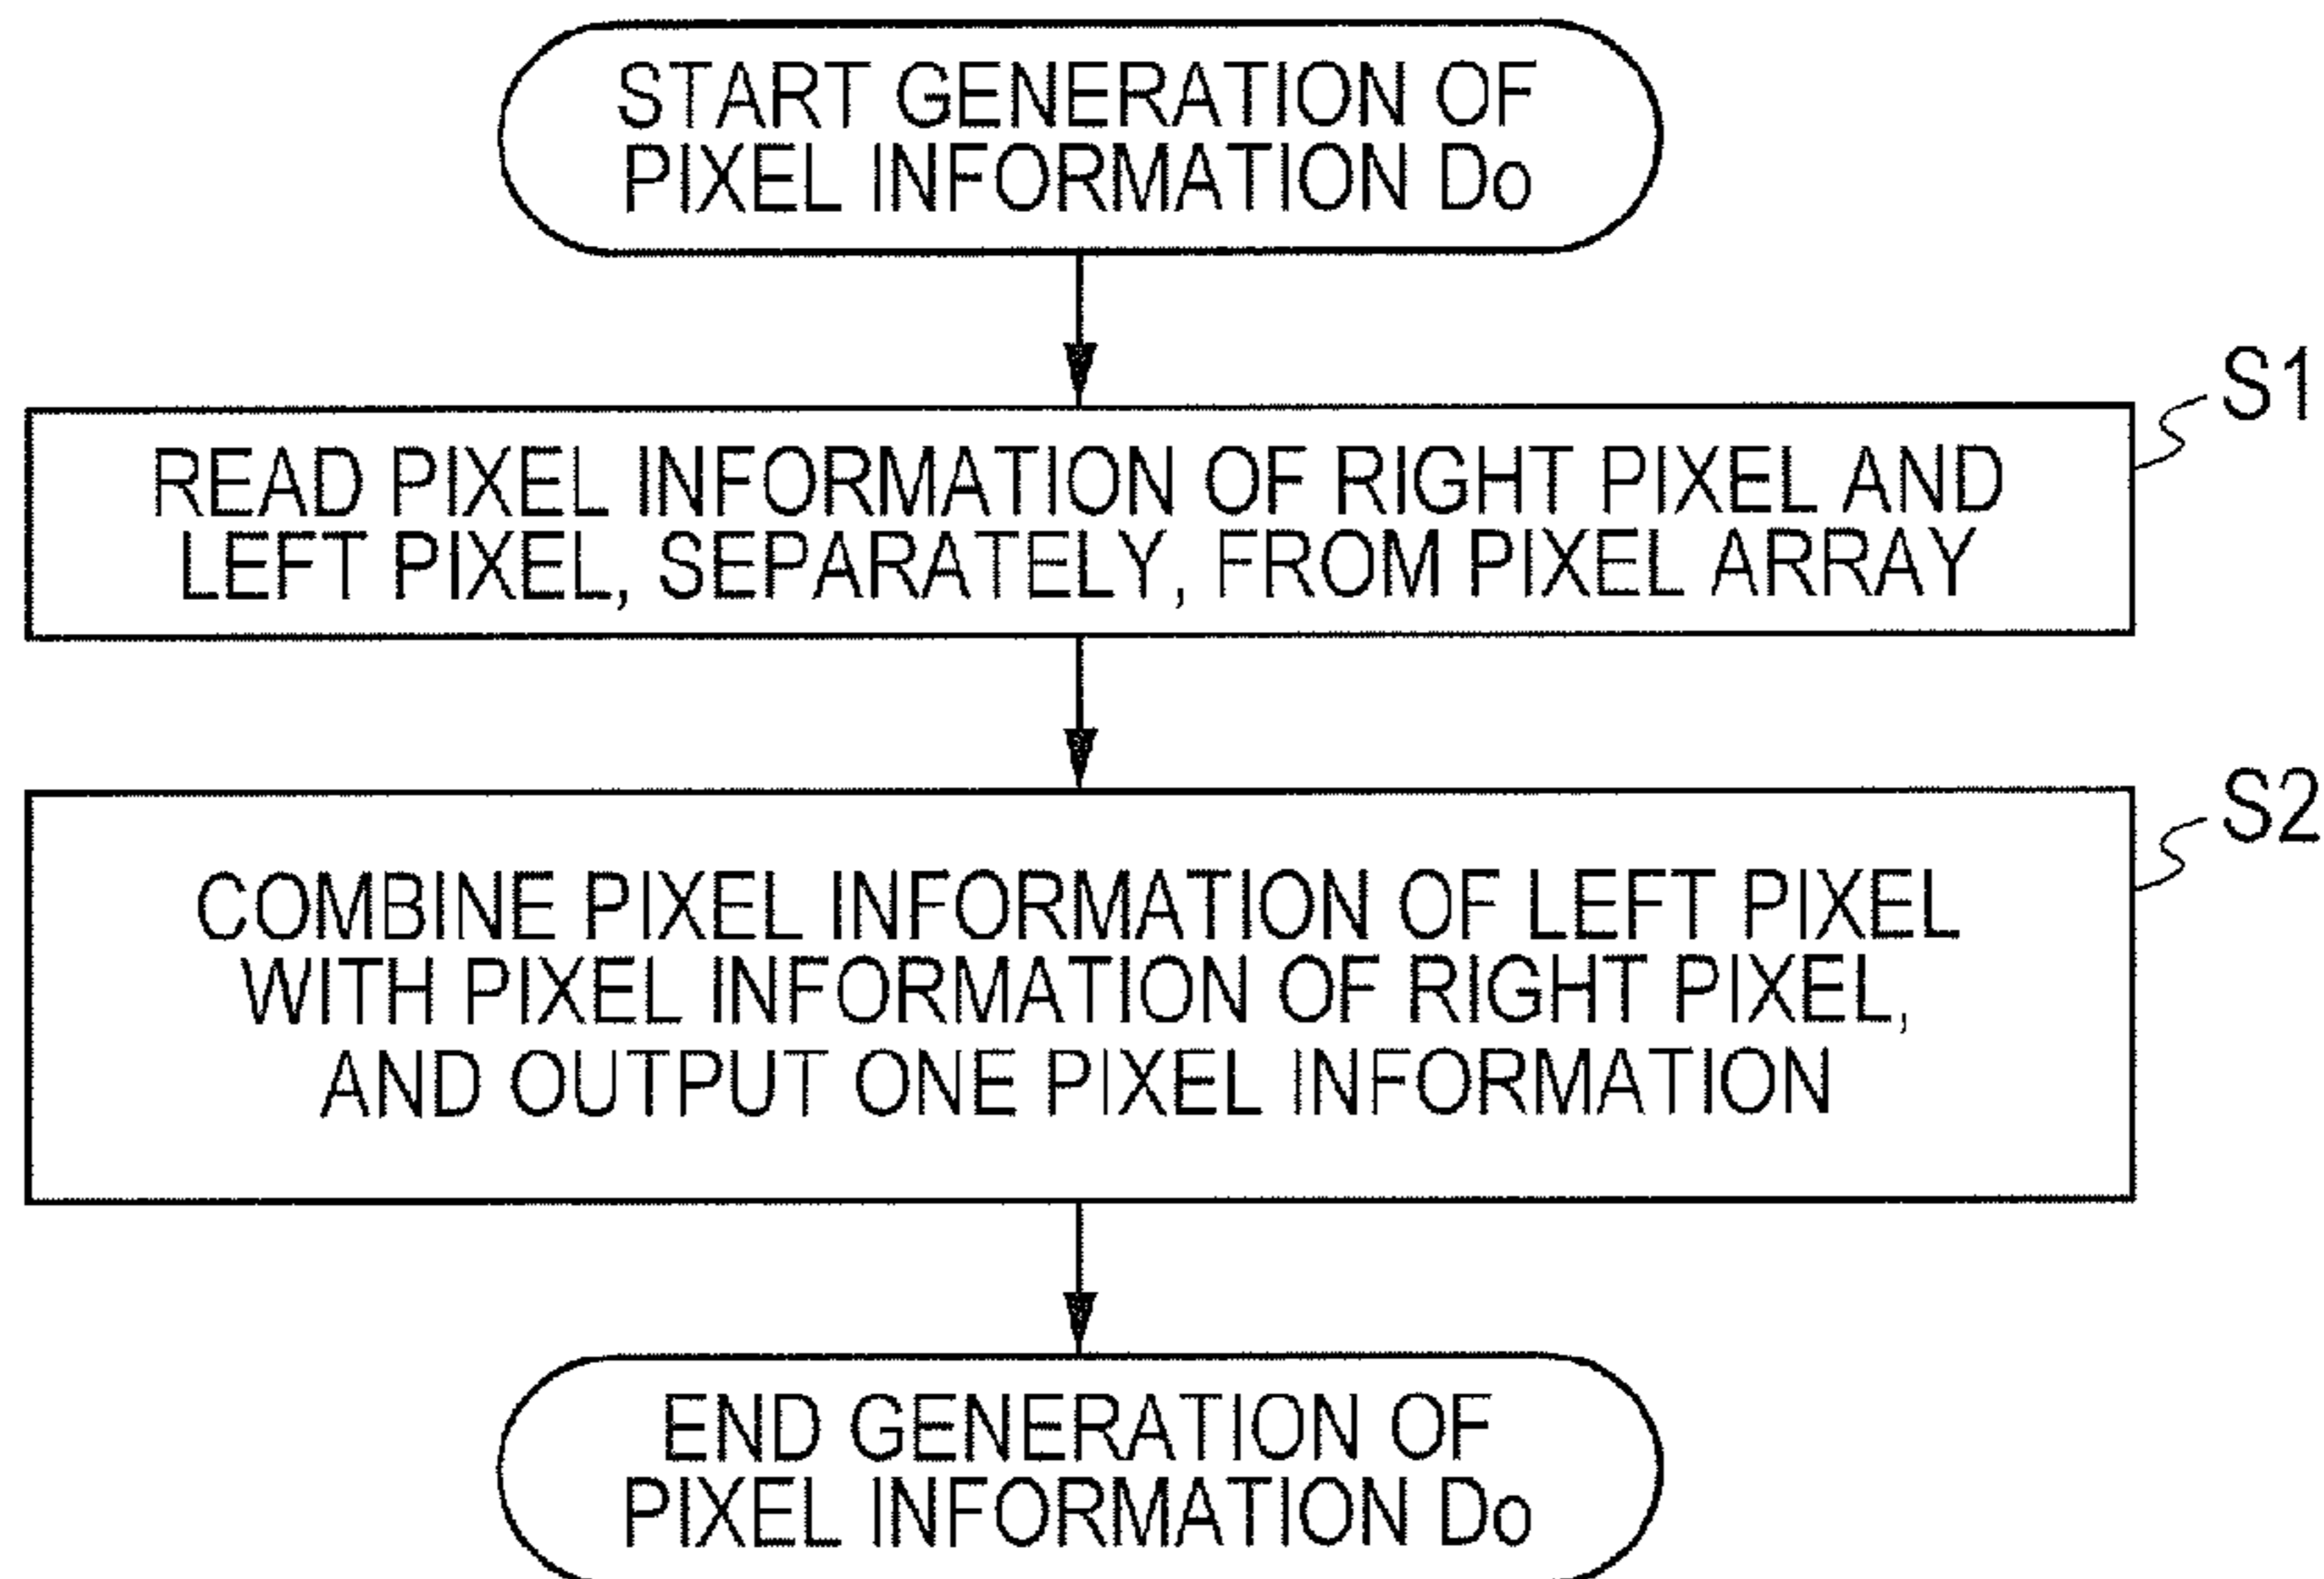 START GENERATION OF
PIXEL INFORMATION Do
S1
READ PIXEL INFORMATION OF RIGHT PIXEL AND
LEFT PIXEL, SEPARATELY, FROM PIXEL ARRAY
S2
COMBINE PIXEL INFORMATION OF LEFT PIXEL
WITH PIXEL INFORMATION OF RIGHT PIXEL,
AND OUTPUT ONE PIXEL INFORMATION
END GENERATION OF
PIXEL INFORMATION Do